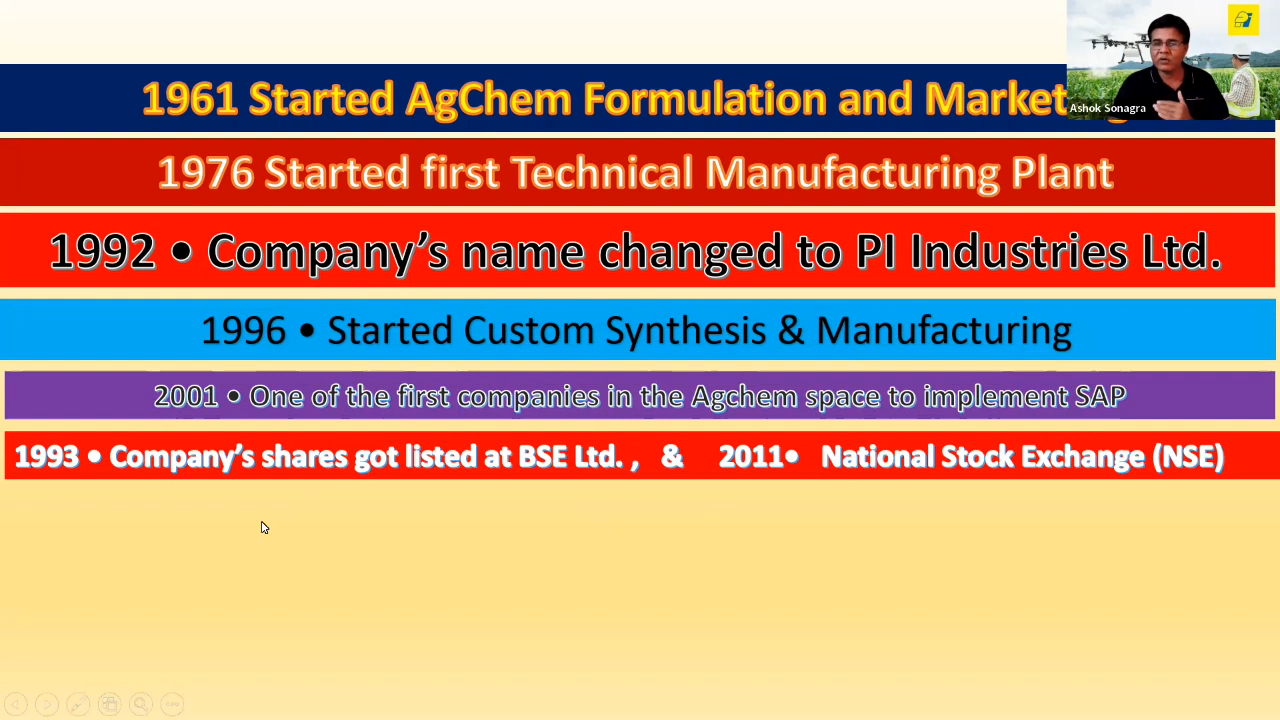 1961 Started AgChem Formulation and Market
Ashok Sonagra
1976 Started first Technical Manufacturing Plant
1992 • Company’s name changed to PI Industries Ltd.
1996 • Started Custom Synthesis & Manufacturing
2001 • One of the first companies in the Agchem space to implement SAP
1993 • Company’s shares got listed at BSE Ltd. , & 2011• National Stock Exchange (NSE)